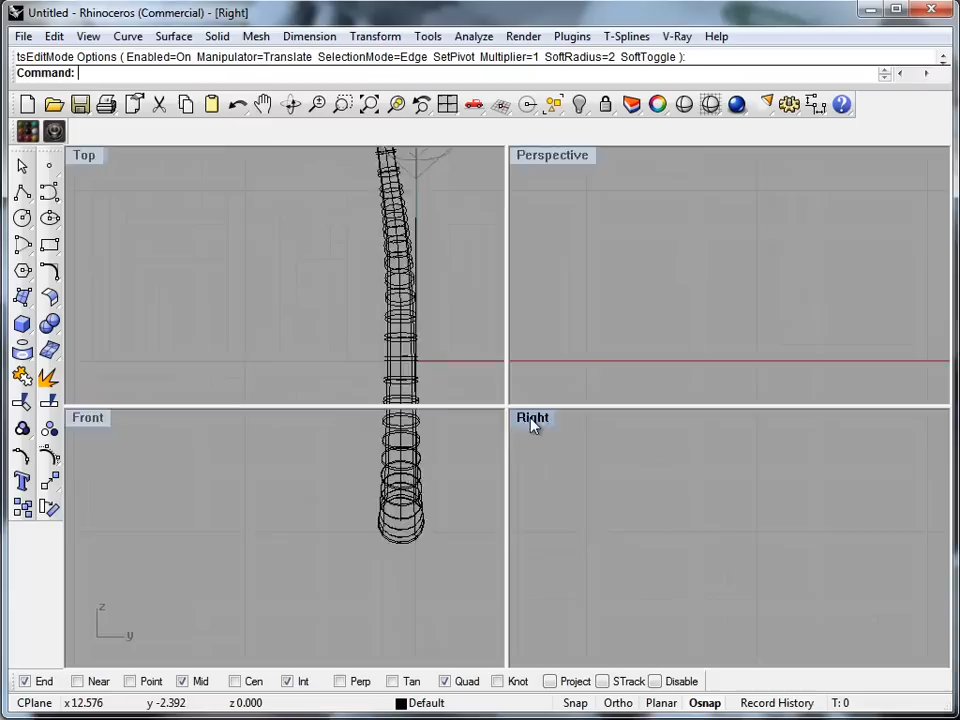 Untitled - Rhinoceros (Commercial) - [Right]
File Edit View Curve Surface Solid Mesh Dimension Transform Tools Analyze Render Plugins T-Splines V-Ray Help
tsEditMode Options ( Enabled=On Manipulator=Translate SelectionMode=Edge SetPivot Multiplier=1 SoftRadius=2 SoftToggle ):
Command:
Top
Perspective
Front
Right
z
y
End Near Point Mid Cen Int Perp Tan Quad Knot Project STrack Disable
CPlane x 12.576 y -2.392 z 0.000 Default Snap Ortho Planar Osnap Record History T: 0